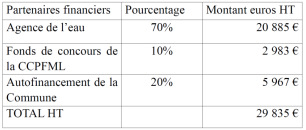 Partenaires financiers Pourcentage Montant euros HT
Agence de l'eau 70% 20 885 €
Fonds de concours de la CCPFML 10% 2 983 €
Autofinancement de la Commune 20% 5 967 €
TOTAL HT 29 835 €